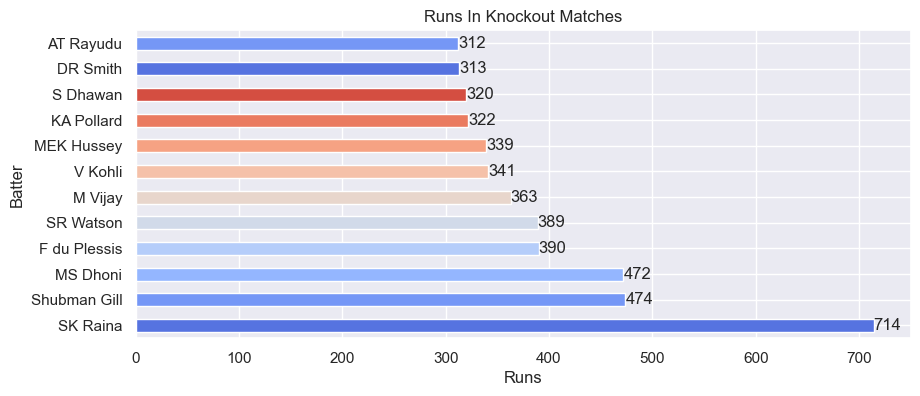 Runs In Knockout Matches
Batter
AT Rayudu 312
DR Smith 313
S Dhawan 320
KA Pollard 322
MEK Hussey 339
V Kohli 341
M Vijay 363
SR Watson 389
F du Plessis 390
MS Dhoni 472
Shubman Gill 474
SK Raina 714
0 100 200 300 400 500 600 700
Runs